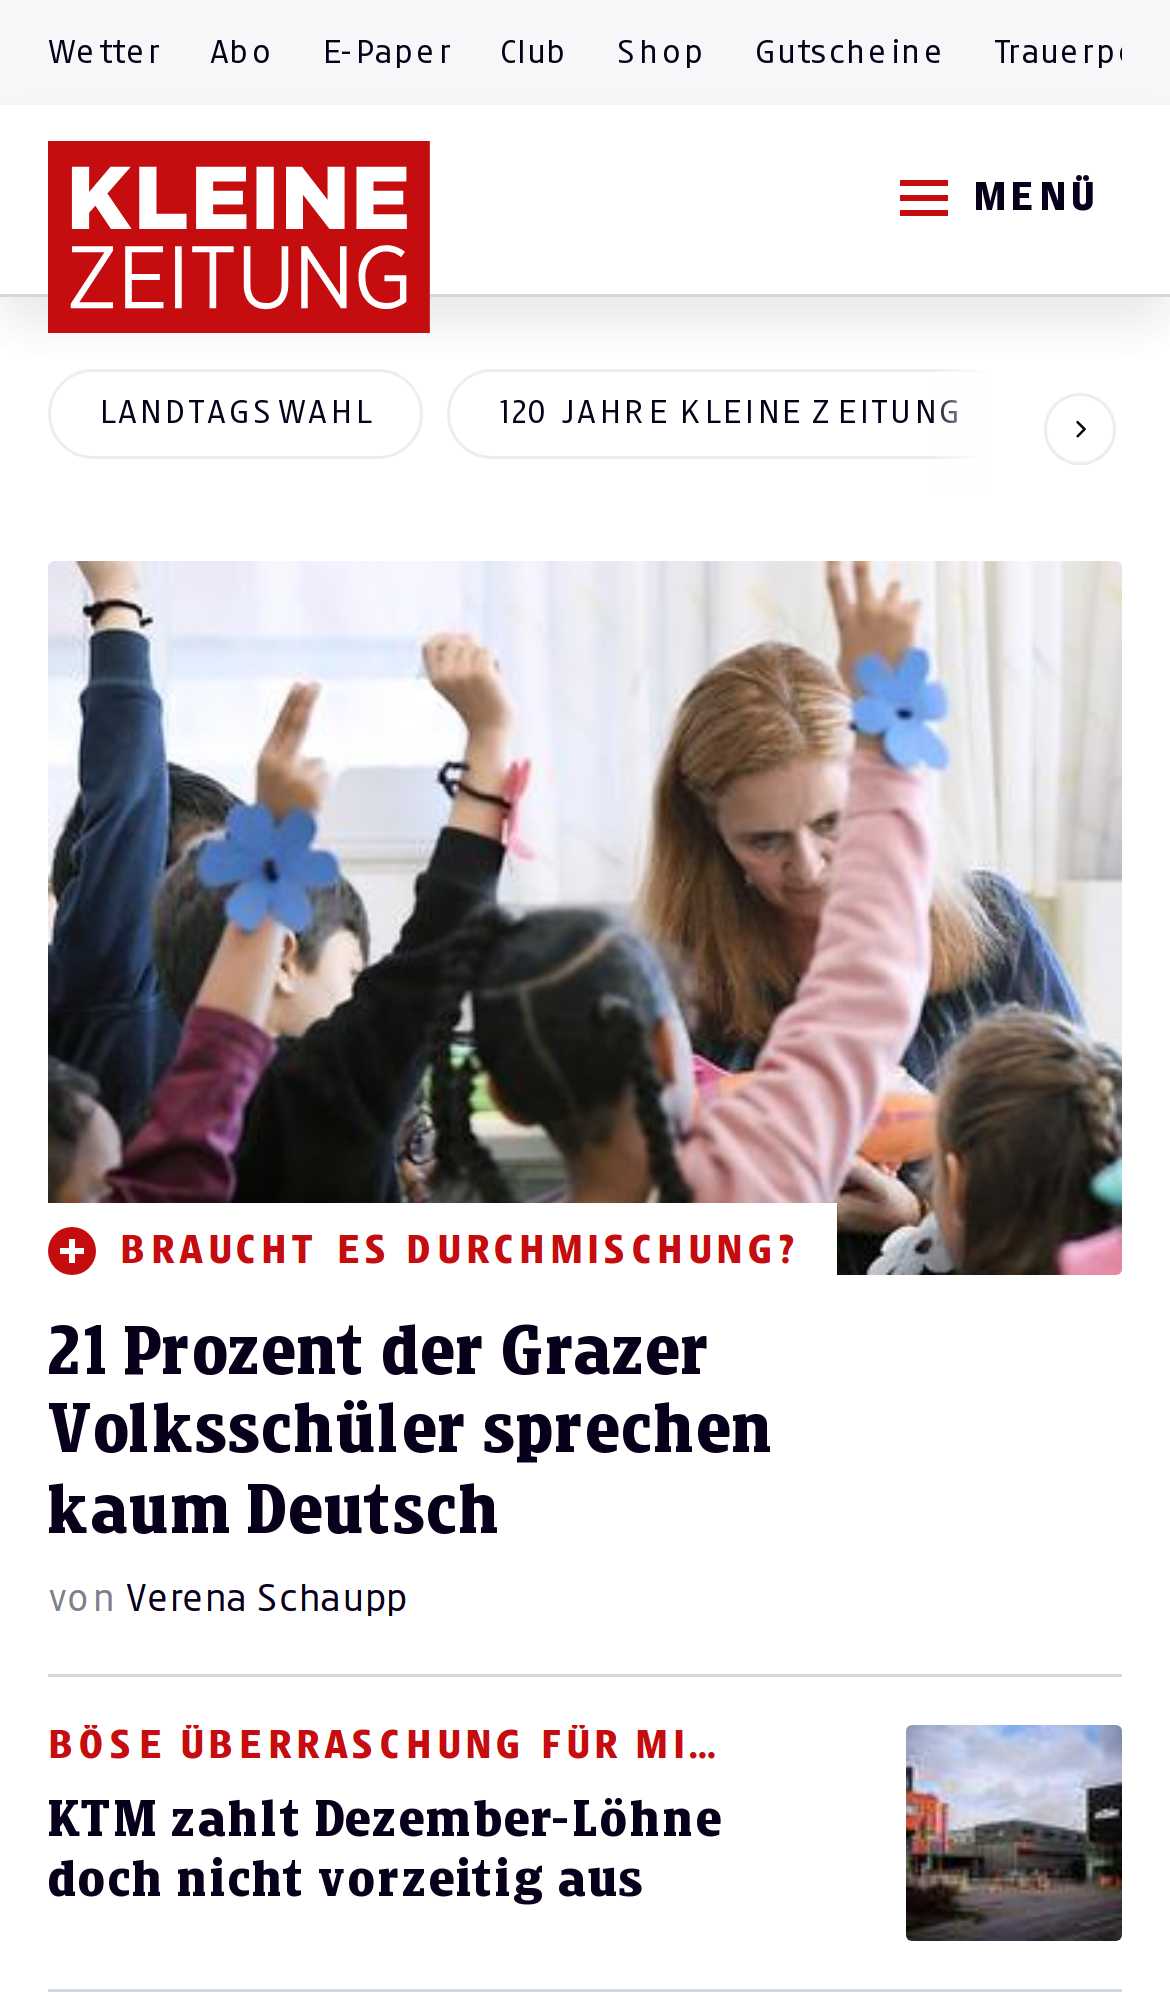 Wetter Abo E-Paper Club Shop Gutscheine Trauerp
KLEINE
ZEITUNG
MENÜ
LANDTAGSWAHL 120 JAHRE KLEINE ZEITUNG
BRAUCHT ES DURCHMISCHUNG?
21 Prozent der Grazer
Volksschüler sprechen
kaum Deutsch
von Verena Schaupp
BÖSE ÜBERRASCHUNG FÜR MI…
KTM zahlt Dezember-Löhne
doch nicht vorzeitig aus